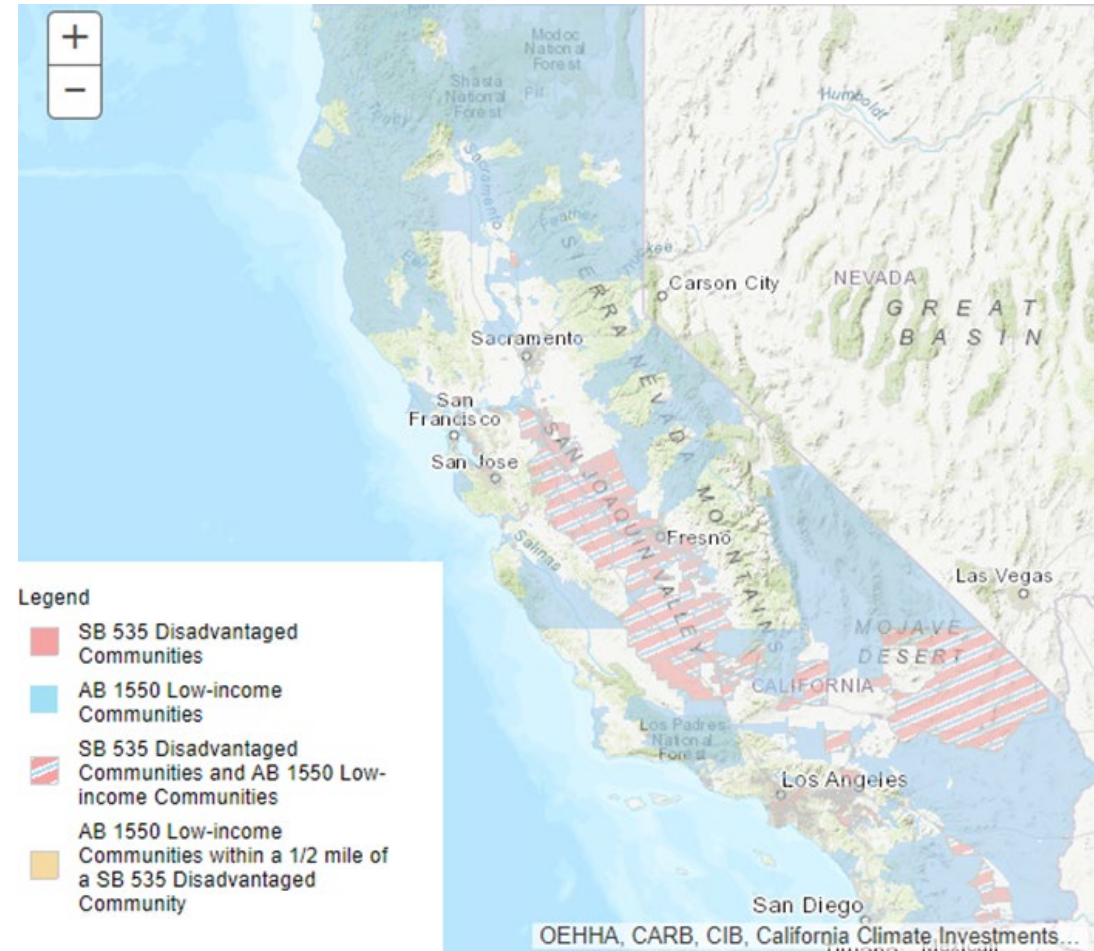 +
−
Modoc
National
Forest
Shasta
National
Forest
Pit
Humboldt
Sacramento
Feather
Eel
Carson City
NEVADA
GREAT
BASIN
SIERRA NEVADA
Sacramento
San
Francisco
San Jose
SAN JOAQUIN VALLEY
MOUNTAINS
Fresno
Salinas
Las Vegas
MOJAVE
DESERT
CALIFORNIA
Los Padres
National
Forest
Los Angeles
San Diego
Legend
SB 535 Disadvantaged
Communities
AB 1550 Low-income
Communities
SB 535 Disadvantaged
Communities and AB 1550 Low-
income Communities
AB 1550 Low-income
Communities within a 1/2 mile of
a SB 535 Disadvantaged
Community
OEHHA, CARB, CIB, California Climate Investments...